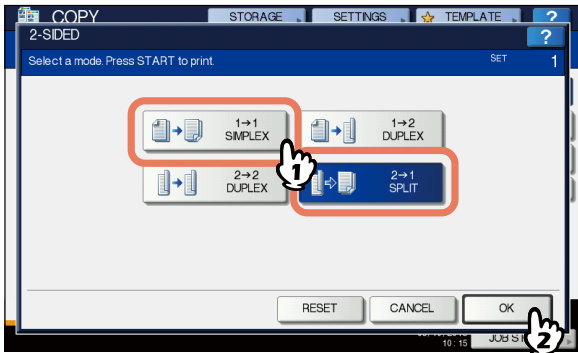 COPY
STORAGE
SETTINGS
TEMPLATE
?
2-SIDED
?
Select a mode. Press START to print.
SET 1
1→1
SIMPLEX
1→2
DUPLEX
1
2→2
DUPLEX
2→1
SPLIT
RESET
CANCEL
OK
2
10:15
JOB ST